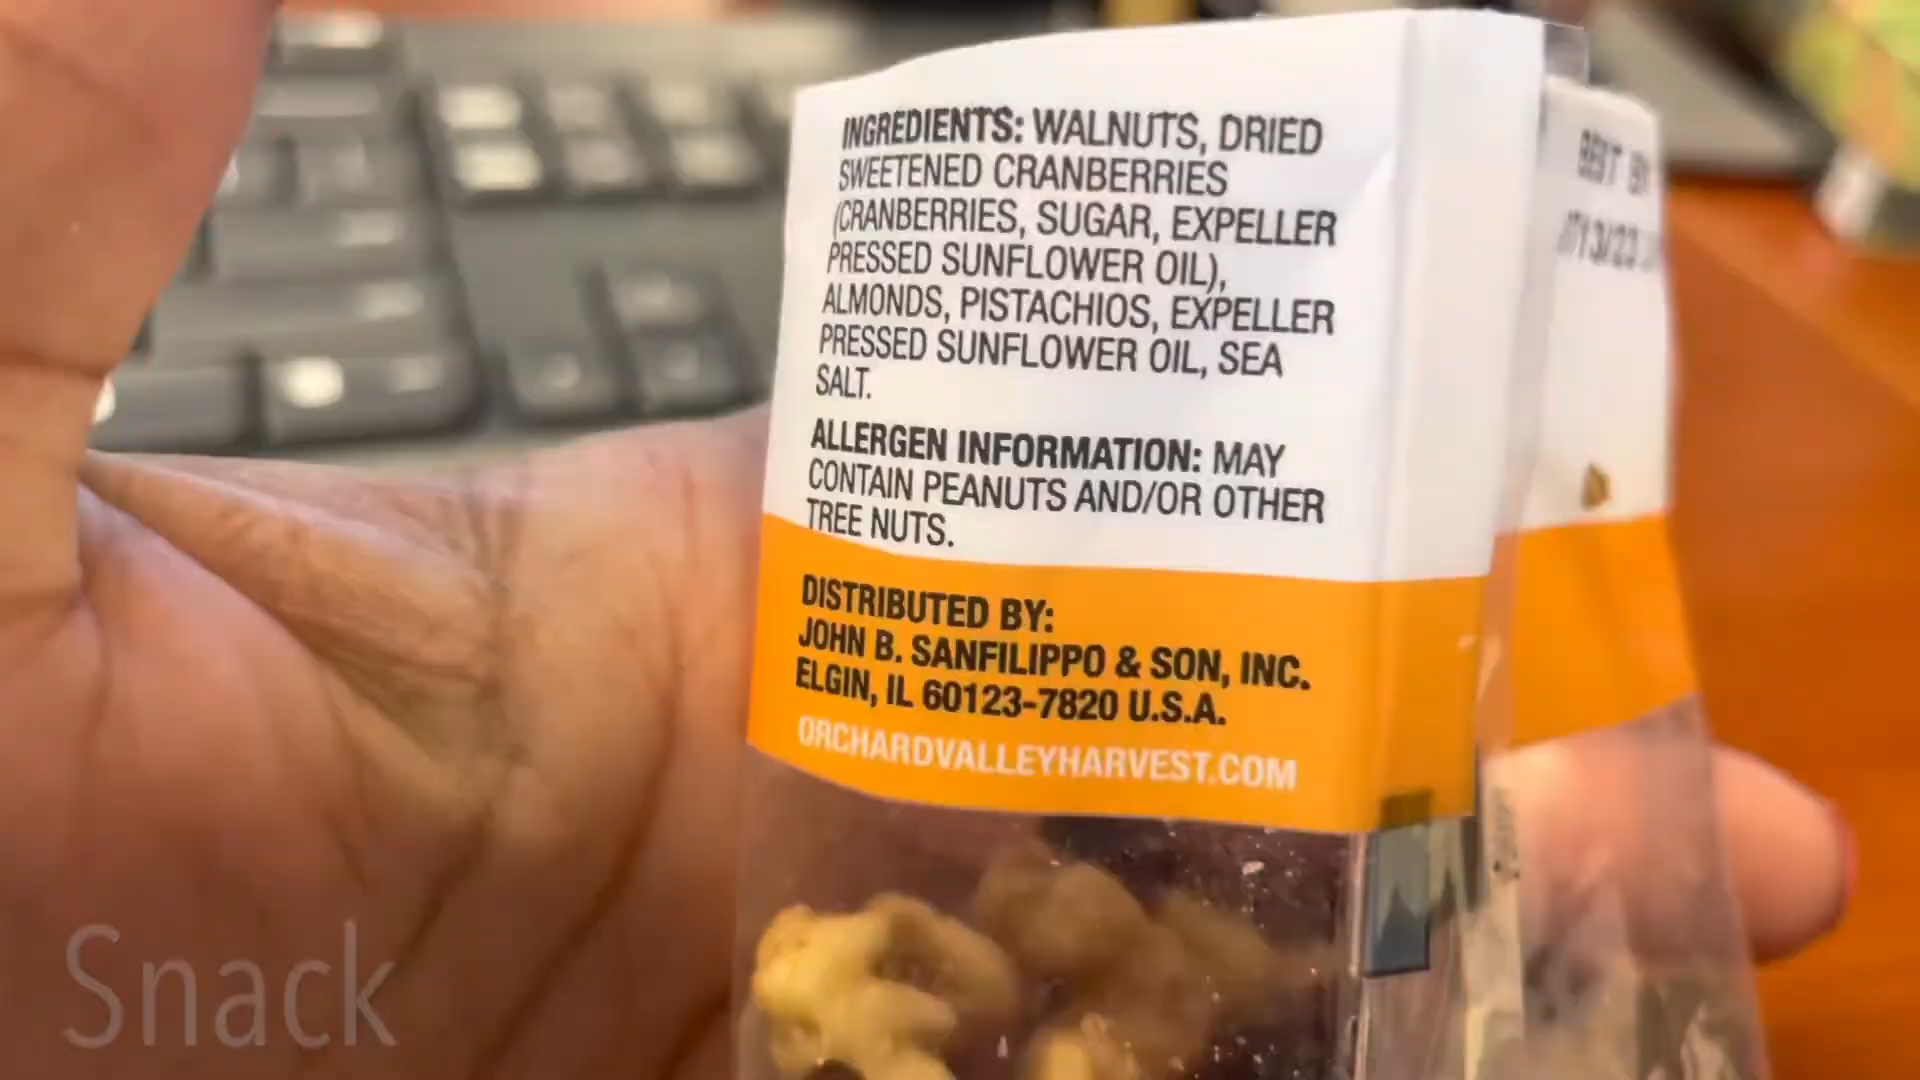 INGREDIENTS: WALNUTS, DRIED
SWEETENED CRANBERRIES
(CRANBERRIES, SUGAR, EXPELLER
PRESSED SUNFLOWER OIL),
ALMONDS, PISTACHIOS, EXPELLER
PRESSED SUNFLOWER OIL, SEA
SALT.
ALLERGEN INFORMATION: MAY
CONTAIN PEANUTS AND/OR OTHER
TREE NUTS.
DISTRIBUTED BY:
JOHN B. SANFILIPPO & SON, INC.
ELGIN, IL 60123-7820 U.S.A.
ORCHARDVALLEYHARVEST.COM
BEST BY
Snack